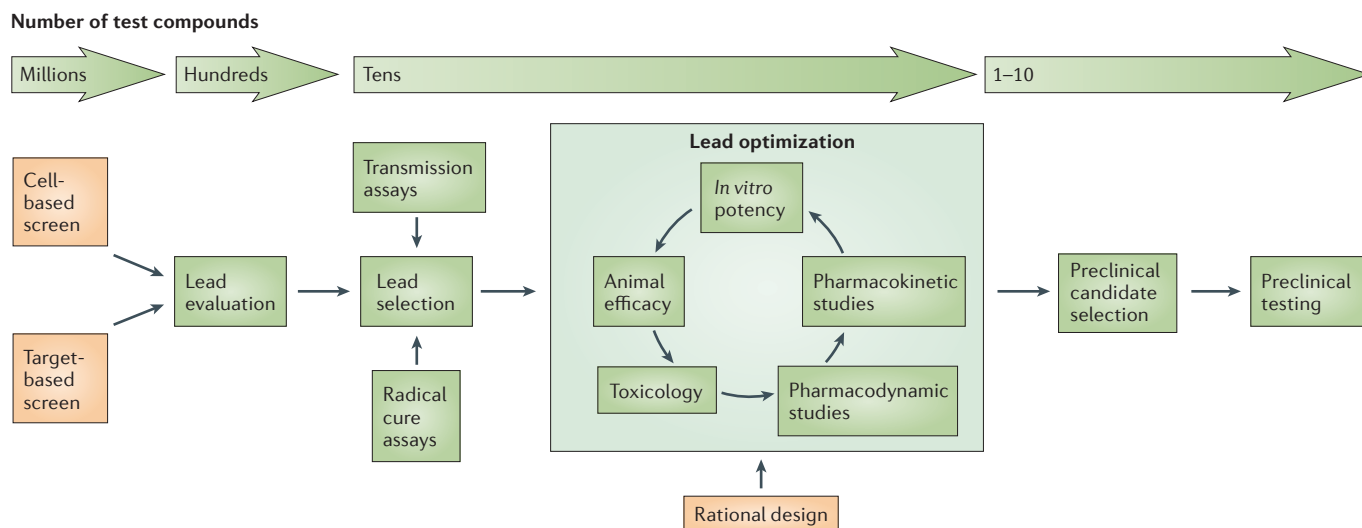 Number of test compounds
Millions
Hundreds
Tens
1–10
Cell-
based
screen
Target-
based
screen
Lead
evaluation
Transmission
assays
Lead
selection
Radical
cure
assays
Lead optimization
In vitro
potency
Animal
efficacy
Toxicology
Pharmacodynamic
studies
Pharmacokinetic
studies
Rational design
Preclinical
candidate
selection
Preclinical
testing